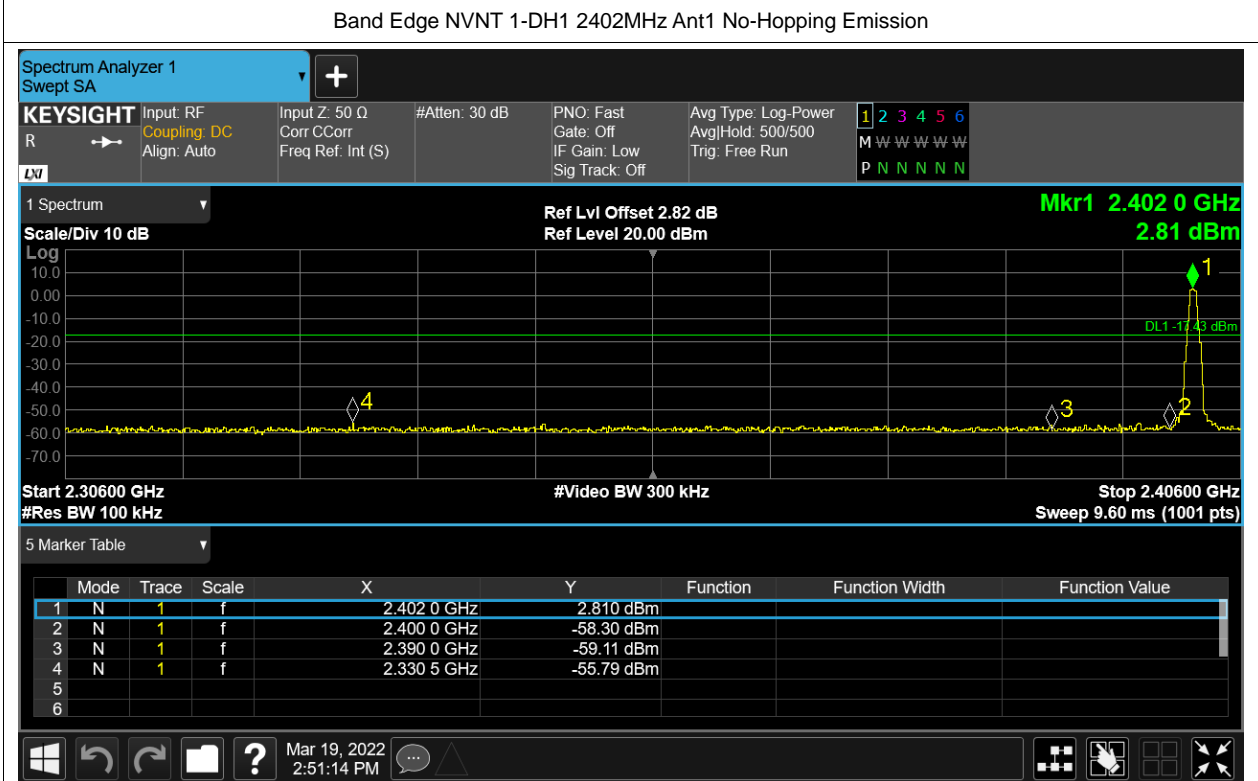 Band Edge NVNT 1-DH1 2402MHz Ant1 No-Hopping Emission
Spectrum Analyzer 1
Swept SA
+
KEYSIGHT
R
LXI
Input: RF
Coupling: DC
Align: Auto
Input Z: 50 Ω
Corr CCorr
Freq Ref: Int (S)
#Atten: 30 dB
PNO: Fast
Gate: Off
IF Gain: Low
Sig Track: Off
Avg Type: Log-Power
Avg|Hold: 500/500
Trig: Free Run
1 2 3 4 5 6
M W W W W W
P N N N N N
1 Spectrum
Scale/Div 10 dB
Ref Lvl Offset 2.82 dB
Ref Level 20.00 dBm
Mkr1 2.402 0 GHz
2.81 dBm
Log
10.0
0.00
-10.0
-20.0
-30.0
-40.0
-50.0
-60.0
-70.0
1
DL1 -17.43 dBm
4
3
2
Start 2.30600 GHz
#Res BW 100 kHz
#Video BW 300 kHz
Stop 2.40600 GHz
Sweep 9.60 ms (1001 pts)
5 Marker Table
Mode Trace Scale X Y Function Function Width Function Value
1 N 1 f 2.402 0 GHz 2.810 dBm
2 N 1 f 2.400 0 GHz -58.30 dBm
3 N 1 f 2.390 0 GHz -59.11 dBm
4 N 1 f 2.330 5 GHz -55.79 dBm
5
6
?
Mar 19, 2022
2:51:14 PM